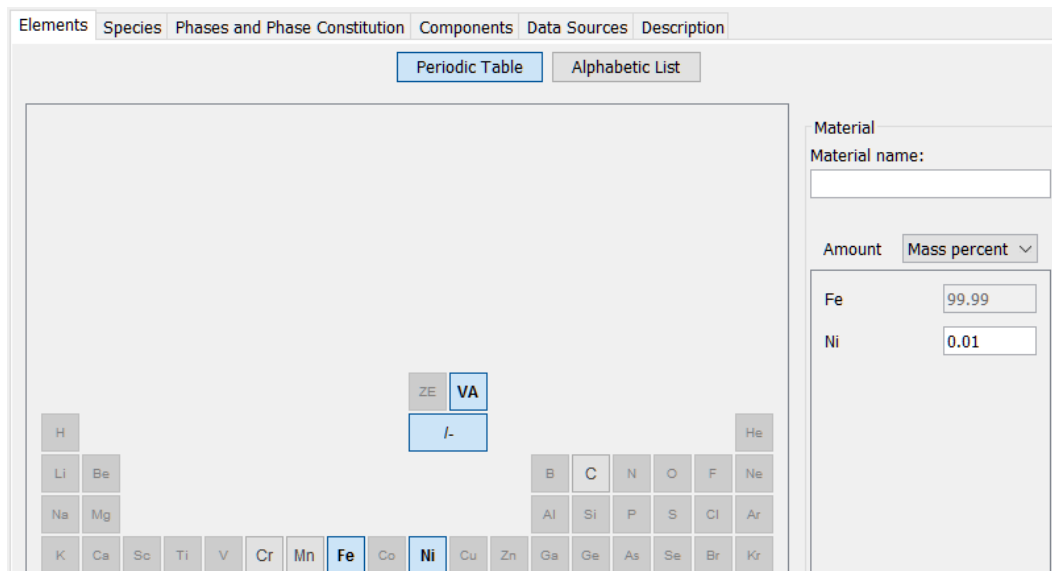 Elements Species Phases and Phase Constitution Components Data Sources Description
Periodic Table Alphabetic List
Material
Material name:
Amount Mass percent
Fe 99.99
Ni 0.01
ZE VA
H /- He
Li Be B C N O F Ne
Na Mg Al Si P S Cl Ar
K Ca Sc Ti V Cr Mn Fe Co Ni Cu Zn Ga Ge As Se Br Kr